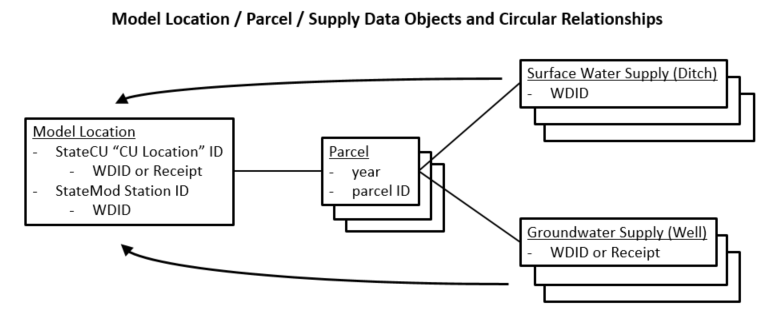 Model Location / Parcel / Supply Data Objects and Circular Relationships
Surface Water Supply (Ditch)
- WDID
Model Location
- StateCU “CU Location” ID
- WDID or Receipt
- StateMod Station ID
- WDID
Parcel
- year
- parcel ID
Groundwater Supply (Well)
- WDID or Receipt